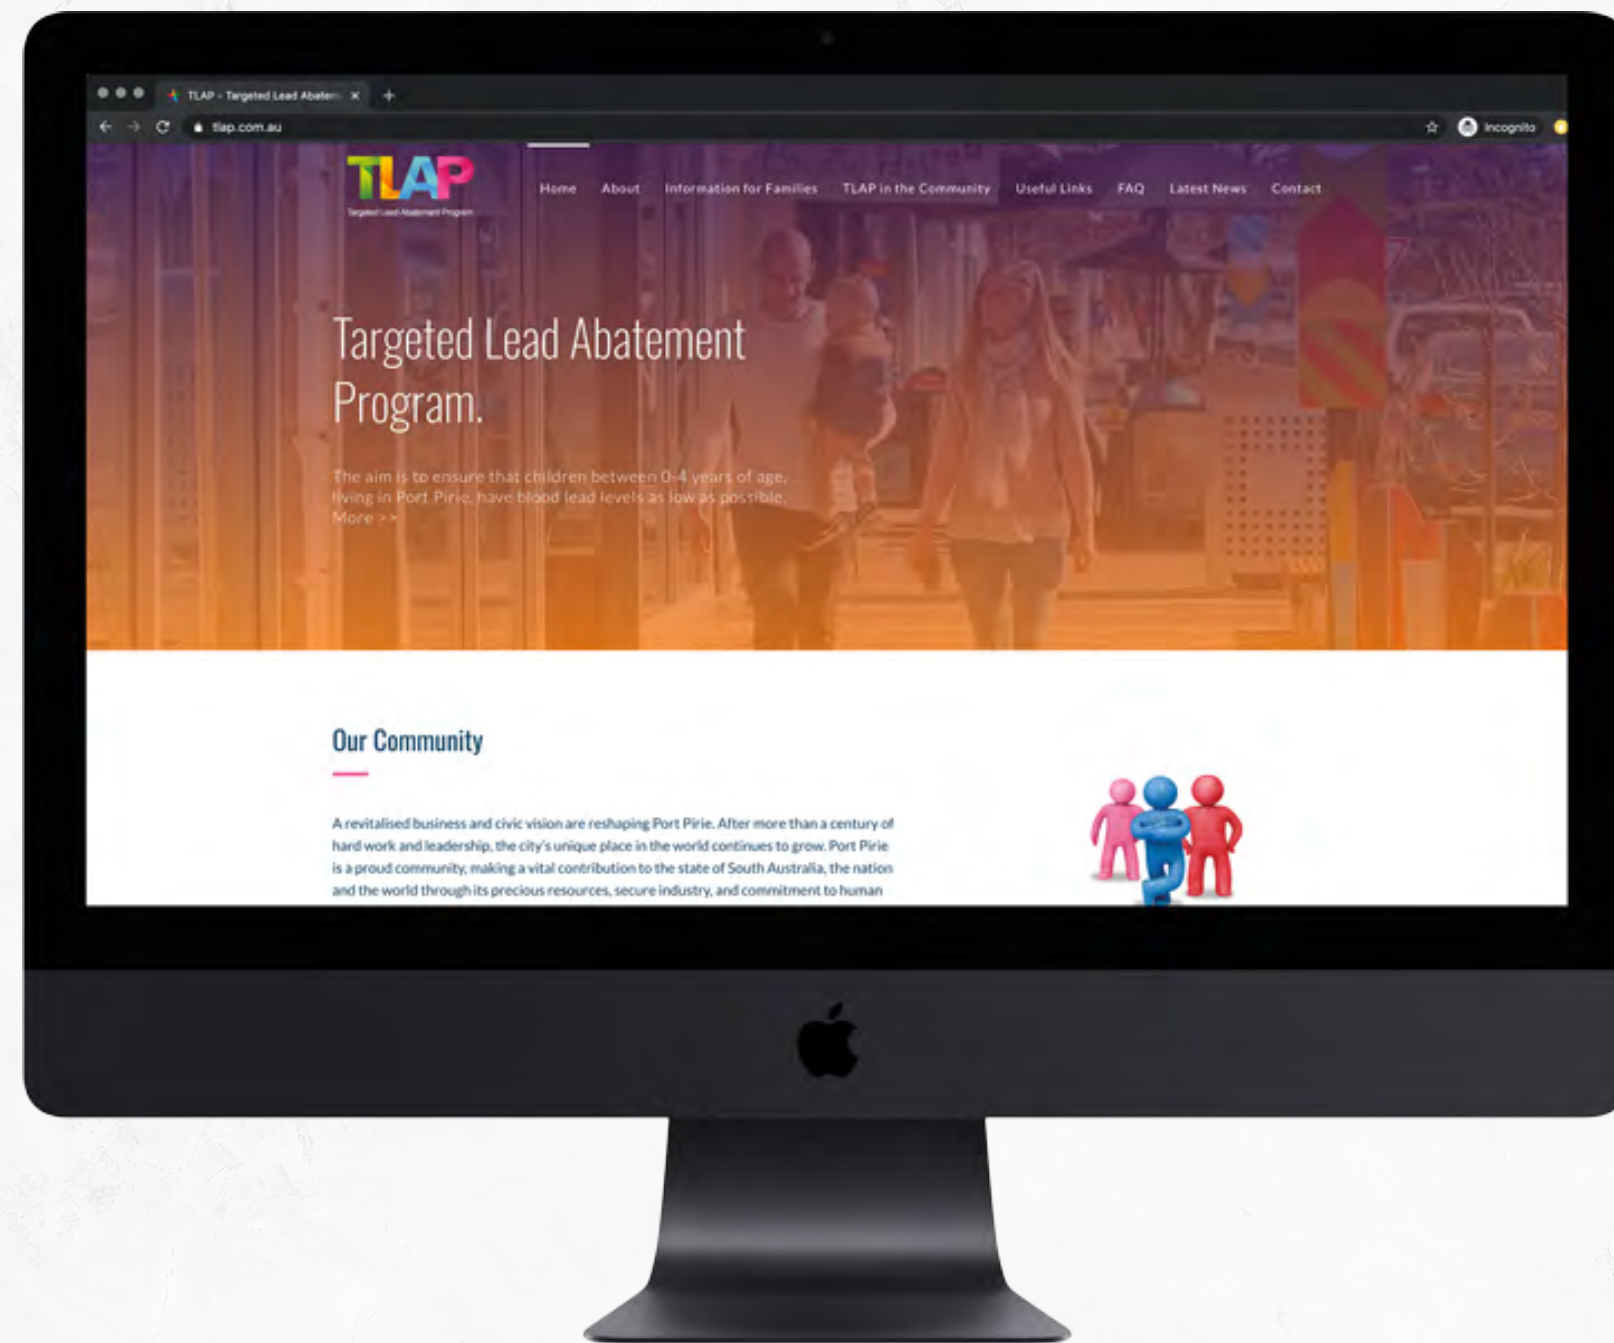 TLAP - Targeted Lead Abatem
tlap.com.au
Incognito
TLAP
Targeted Lead Abatement Program
Home About Information for Families TLAP in the Community Useful Links FAQ Latest News Contact
Targeted Lead Abatement
Program.
The aim is to ensure that children between 0-4 years of age,
living in Port Pirie, have blood lead levels as low as possible.
More >>
Our Community
A revitalised business and civic vision are reshaping Port Pirie. After more than a century of
hard work and leadership, the city's unique place in the world continues to grow. Port Pirie
is a proud community, making a vital contribution to the state of South Australia, the nation
and the world through its precious resources, secure industry, and commitment to human